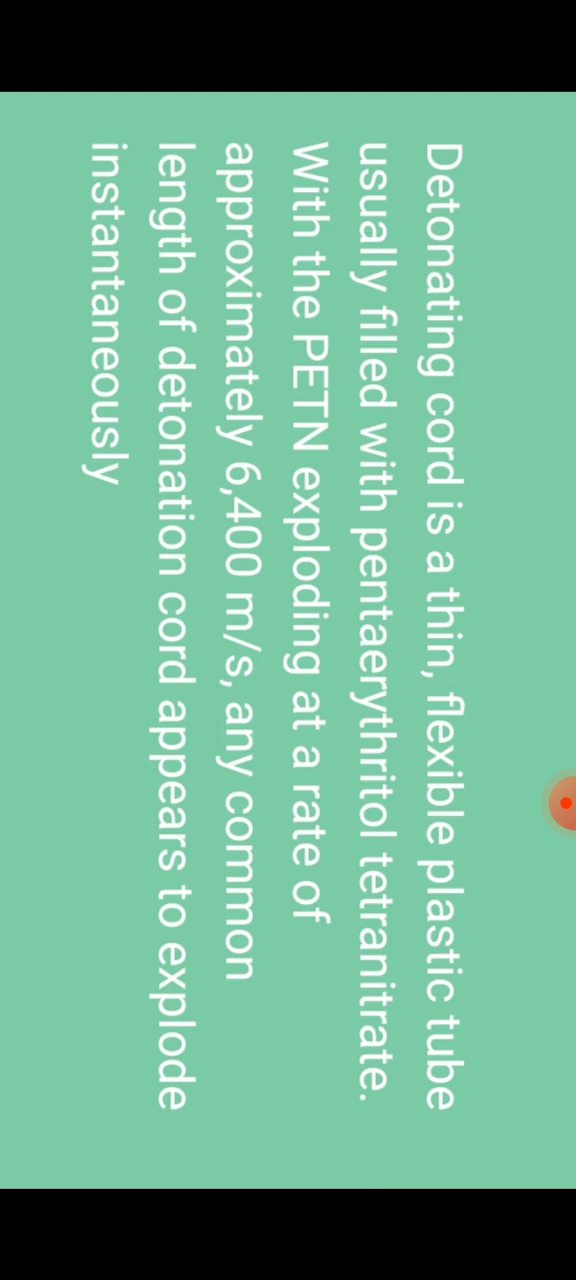 Detonating cord is a thin, flexible plastic tube
usually filled with pentaerythritol tetranitrate.
With the PETN exploding at a rate of
approximately 6,400 m/s, any common
length of detonation cord appears to explode
instantaneously